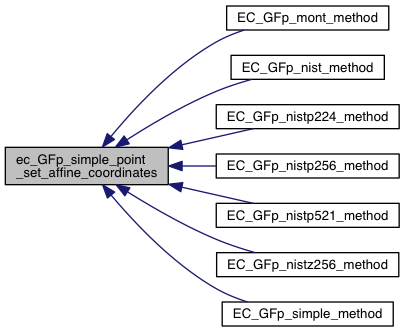 EC_GFp_mont_method
EC_GFp_nist_method
EC_GFp_nistp224_method
ec_GFp_simple_point
_set_affine_coordinates
EC_GFp_nistp256_method
EC_GFp_nistp521_method
EC_GFp_nistz256_method
EC_GFp_simple_method